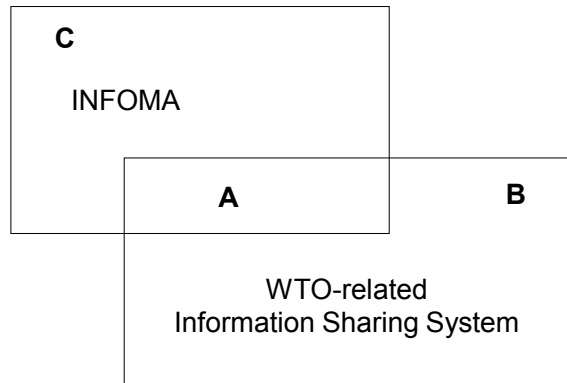 C
INFOMA
A
B
WTO-related
Information Sharing System